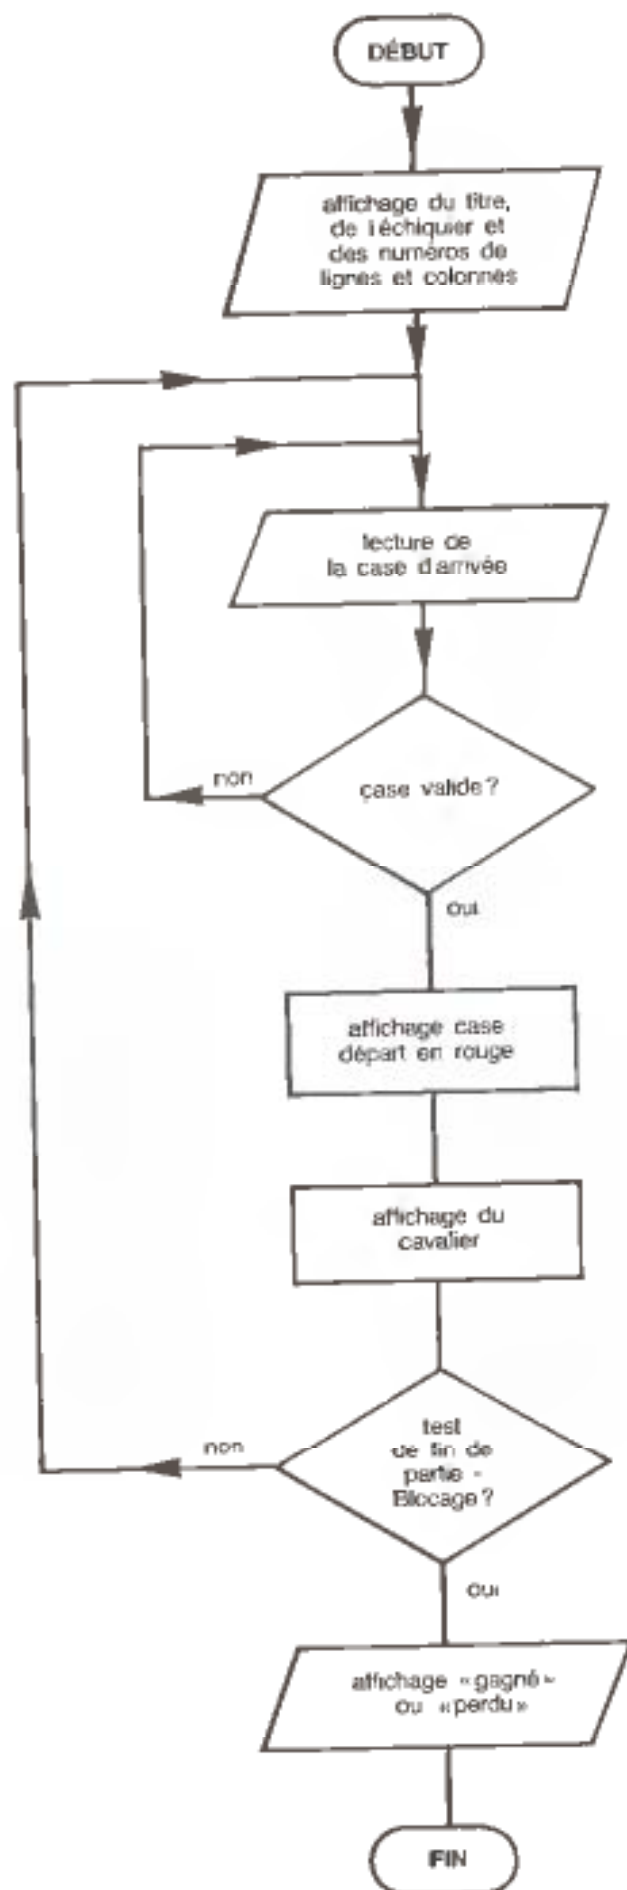 DÉBUT
affichage du titre,
de l'échiquier et
des numéros de
lignes et colonnes
lecture de
la case d'arrivée
non
case valide?
oui
affichage case
départ en rouge
affichage du
cavalier
non
test
de fin de
partie -
Blocage?
oui
affichage «gagné»
ou «perdu»
FIN